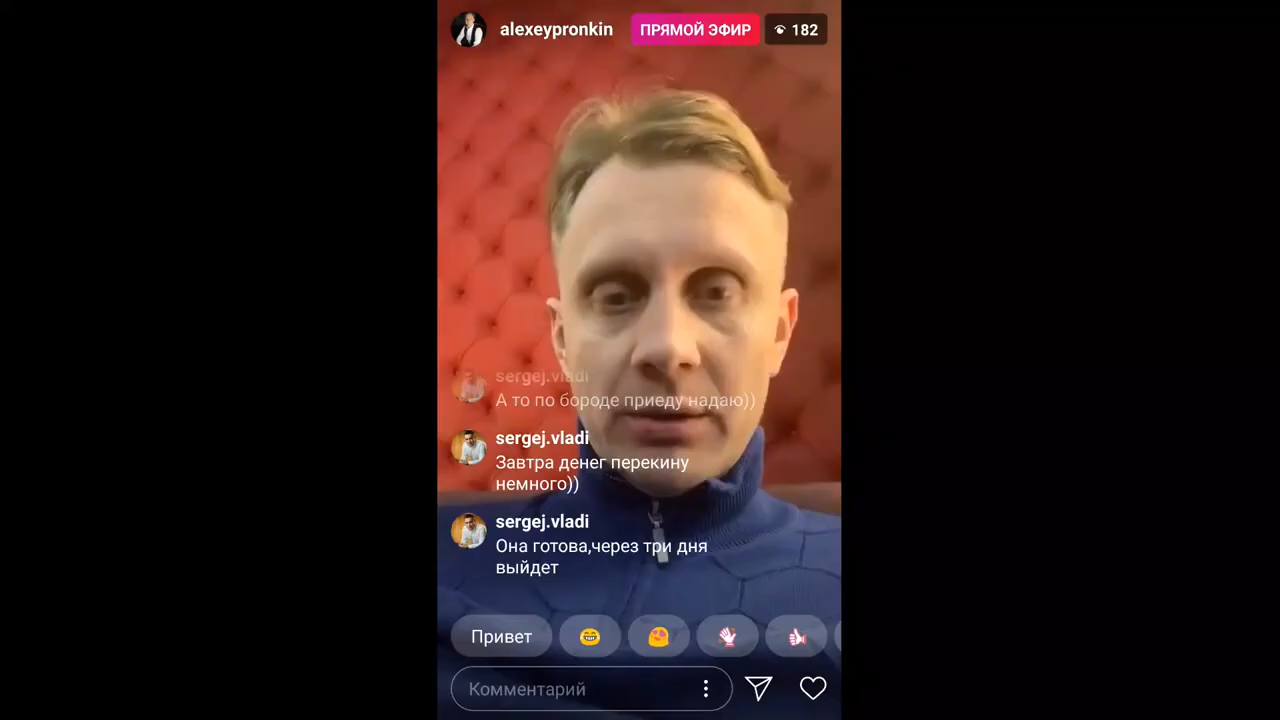 alexeypronkin ПРЯМОЙ ЭФИР 182
sergej.vladi
А то по бороде приеду надаю))
sergej.vladi
Завтра денег перекину
немного))
sergej.vladi
Она готова,через три дня
выйдет
Привет
Комментарий